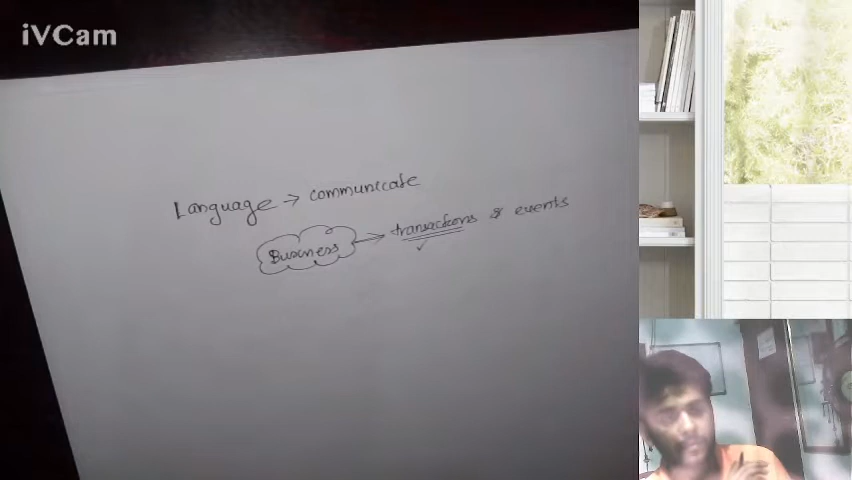 iVCam
Language → communicate
Business → transactions & events